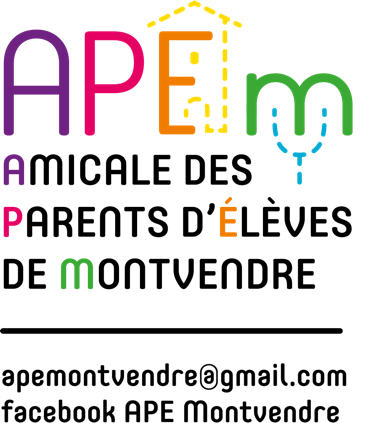 APEm
AMICALE DES
PARENTS D'ÉLÈVES
DE MONTVENDRE
apemontvendre@gmail.com
facebook APE Montvendre